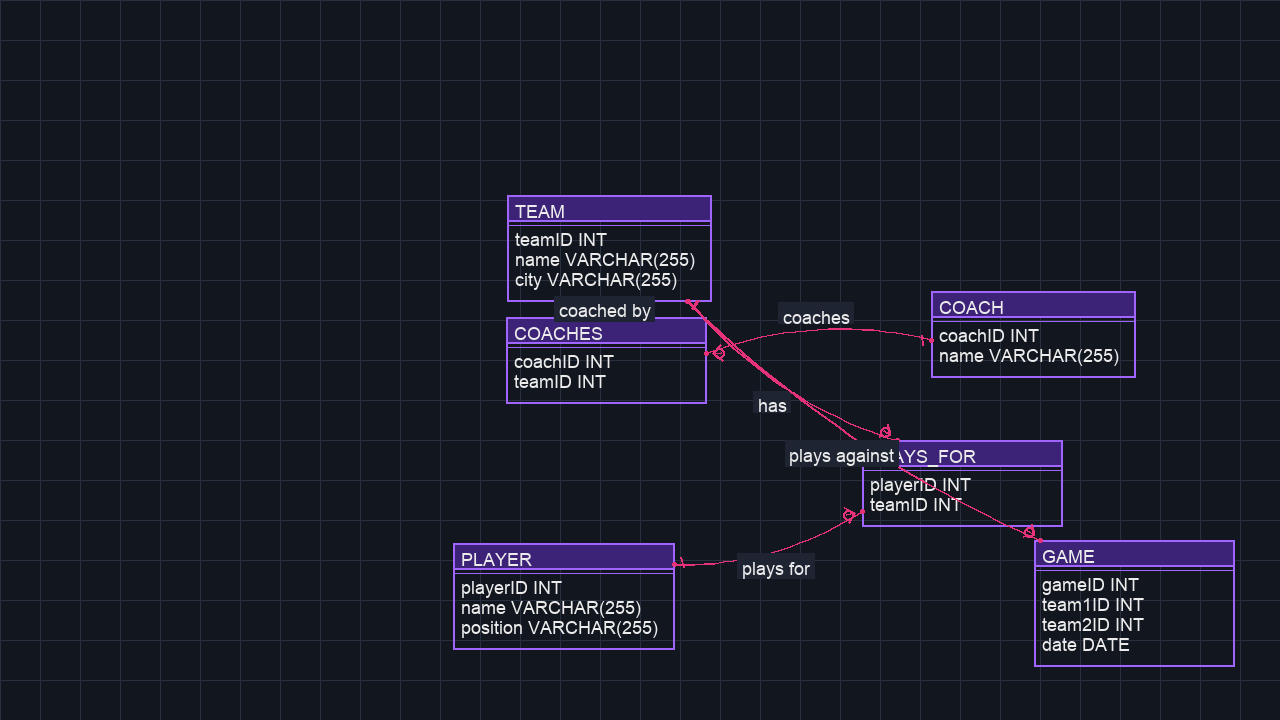 TEAM
teamID INT
name VARCHAR(255)
city VARCHAR(255)
coached by
COACHES
coachID INT
teamID INT
coaches
COACH
coachID INT
name VARCHAR(255)
has
plays against
AYS_FOR
playerID INT
teamID INT
PLAYER
playerID INT
name VARCHAR(255)
position VARCHAR(255)
plays for
GAME
gameID INT
team1ID INT
team2ID INT
date DATE